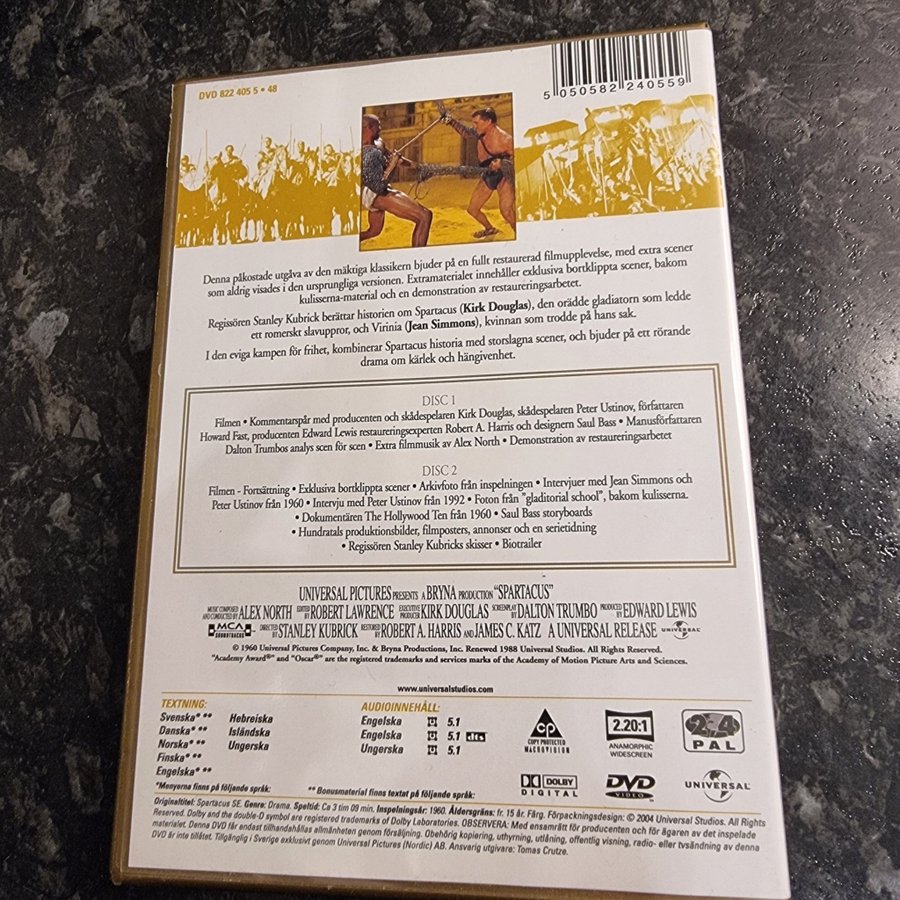 DVD 822 405 5 • 48
5 050582 240559
Denna påkostade utgåva av den mäktiga klassikern bjuder på en fullt restaurerad filmupplevelse, med extra scener
som aldrig visades i den ursprungliga versionen. Extramaterialet innehåller exklusiva bortklippta scener, bakom
kulisserna-material och en demonstration av restaureringsarbetet.
Regissören Stanley Kubrick berättar historien om Spartacus (Kirk Douglas), den orädde gladiatorn som ledde
ett romerskt slavuppror, och Virinia (Jean Simmons), kvinnan som trodde på hans sak.
I den eviga kampen för frihet, kombinerar Spartacus historia med storslagna scener, och bjuder på ett rörande
drama om kärlek och hängivenhet.
DISC 1
Filmen • Kommentarspår med producenten och skådespelaren Kirk Douglas, skådespelaren Peter Ustinov, författaren
Howard Fast, producenten Edward Lewis restaureringsexperten Robert A. Harris och designern Saul Bass • Manusförfattaren
Dalton Trumbos analys scen för scen • Extra filmmusik av Alex North • Demonstration av restaureringsarbetet
DISC 2
Filmen - Fortsättning • Exklusiva bortklippta scener • Arkivfoto från inspelningen • Intervjuer med Jean Simmons och
Peter Ustinov från 1960 • Intervju med Peter Ustinov från 1992 • Foton från "gladitorial school", bakom kulisserna.
• Dokumentären The Hollywood Ten från 1960 • Saul Bass storyboards
• Hundratals produktionsbilder, filmposters, annonser och en serietidning
• Regissören Stanley Kubricks skisser • Biotrailer
UNIVERSAL PICTURES PRESENTS A BRYNA PRODUCTION "SPARTACUS"
MUSIC COMPOSED AND CONDUCTED BY ALEX NORTH EDITED BY ROBERT LAWRENCE EXECUTIVE PRODUCER KIRK DOUGLAS SCREENPLAY BY DALTON TRUMBO PRODUCED BY EDWARD LEWIS
MCA SOUNDTRACKS DIRECTED BY STANLEY KUBRICK RESTORED BY ROBERT A. HARRIS AND JAMES C. KATZ A UNIVERSAL RELEASE UNIVERSAL
© 1960 Universal Pictures Company, Inc. & Bryna Productions, Inc. Renewed 1988 Universal Studios. All Rights Reserved.
"Academy Award®" and "Oscar®" are the registered trademarks and services marks of the Academy of Motion Picture Arts and Sciences.
www.universalstudios.com
TEXTNING:
Svenska* ** Hebreiska
Danska* ** Isländska
Norska* ** Ungerska
Finska* **
Engelska* **
*Menyerna finns på följande språk: ** Bonusmaterial finns textat på följande språk:
AUDIOINNEHÅLL:
Engelska 5.1
Engelska 5.1 dts
Ungerska 5.1
cp
COPY PROTECTED
MACROVISION
2.20:1
ANAMORPHIC
WIDESCREEN
2 4
PAL
DOLBY
DIGITAL
DVD
VIDEO
UNIVERSAL
Originaltitel: Spartacus SE. Genre: Drama. Speltid: Ca 3 tim 09 min. Inspelningsår: 1960. Åldersgräns: fr. 15 år. Färg. Förpackningsdesign: © 2004 Universal Studios. All Rights
Reserved. Dolby and the double-D symbol are registered trademarks of Dolby Laboratories. OBSERVERA: Med ensamrätt för producenten och för ägaren av det inspelade
materialet. Denna DVD får endast tillhandahållas allmänheten genom försäljning. Obehörig kopiering, uthyrning, utlåning, offentlig visning, radio- eller tvsändning av denna
DVD är inte tillåtet. Tillgänglig i Sverige exklusivt genom Universal Pictures (Nordic) AB. Ansvarig utgivare: Tomas Crutze.